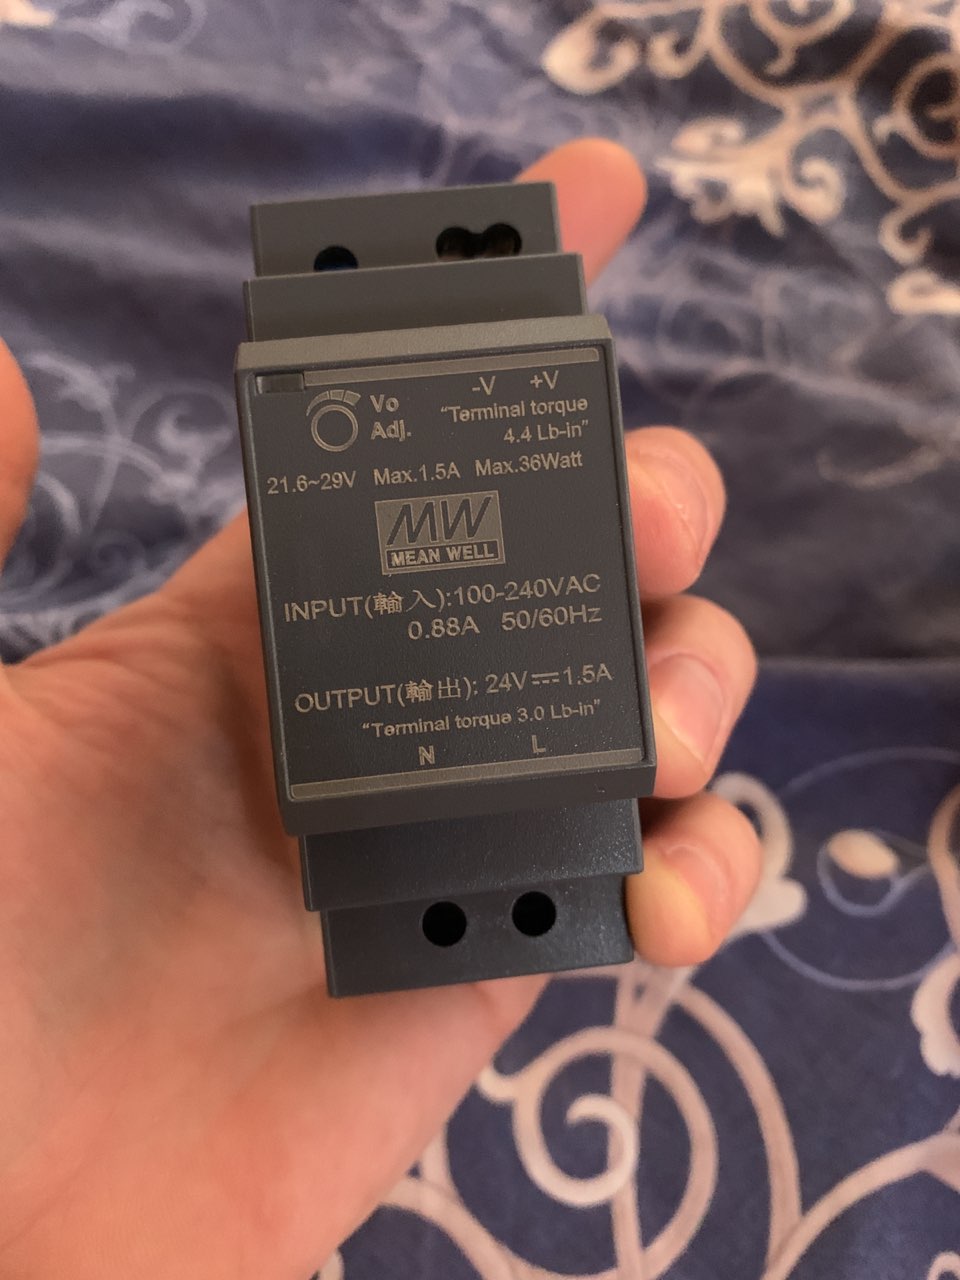 Vo
Adj.
-V +V
“Terminal torque
4.4 Lb-in”
21.6~29V Max.1.5A Max.36Watt
MW
MEAN WELL
INPUT(輸入):100-240VAC
0.88A 50/60Hz
OUTPUT(輸出): 24V⎓1.5A
“Terminal torque 3.0 Lb-in”
N L